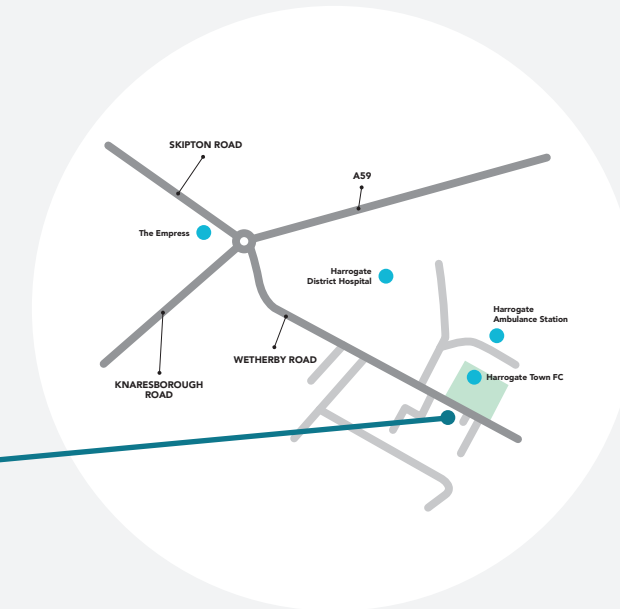 SKIPTON ROAD
A59
The Empress
Harrogate
District Hospital
Harrogate
Ambulance Station
WETHERBY ROAD
Harrogate Town FC
KNARESBOROUGH
ROAD